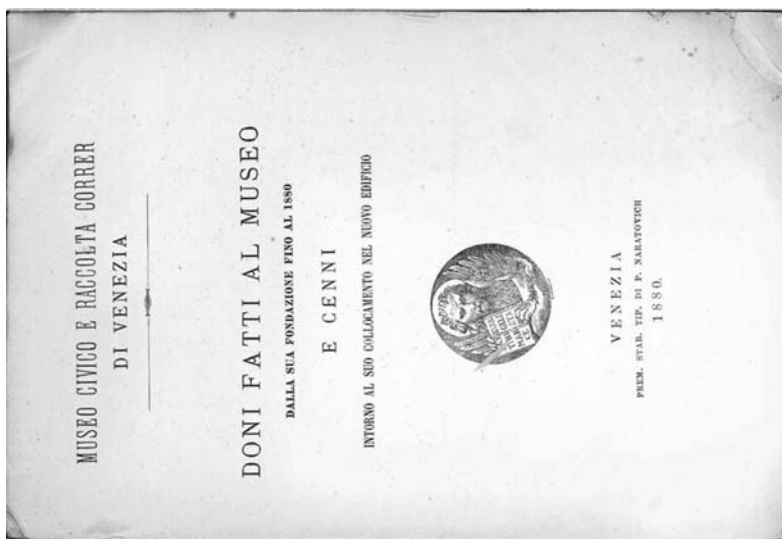 MUSEO CIVICO E RACCOLTA CORRER
DI VENEZIA
DONI FATTI AL MUSEO
DALLA SUA FONDAZIONE FINO AL 1880
E CENNI
INTORNO AL SUO COLLOCAMENTO NEL NUOVO EDIFICIO
VENEZIA
PREM. STAB. TIP. DI P. NARATOVICH
1880.